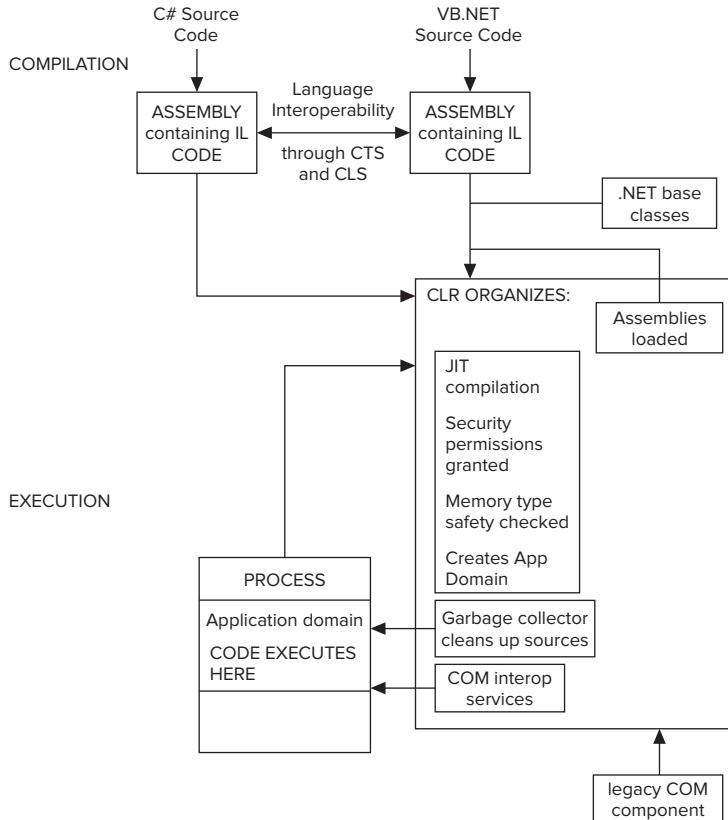 C# Source
Code
VB.NET
Source Code
COMPILATION
ASSEMBLY
containing IL
CODE
Language
Interoperability
through CTS
and CLS
ASSEMBLY
containing IL
CODE
.NET base
classes
CLR ORGANIZES:
Assemblies
loaded
JIT
compilation
Security
permissions
granted
Memory type
safety checked
Creates App
Domain
EXECUTION
PROCESS
Application domain
CODE EXECUTES
HERE
Garbage collector
cleans up sources
COM interop
services
legacy COM
component